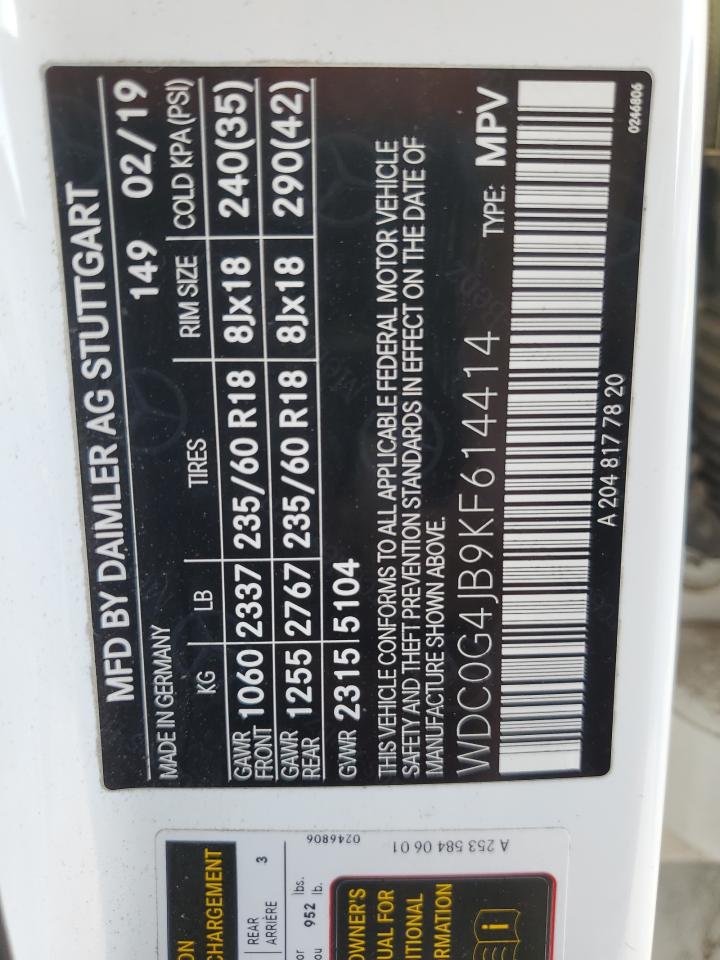 MFD BY DAIMLER AG STUTTGART
MADE IN GERMANY 149 02/19
KG LB TIRES RIM SIZE COLD KPA(PSI)
GAWR FRONT 1060 2337 235/60 R18 8Jx18 240(35)
GAWR REAR 1255 2767 235/60 R18 8Jx18 290(42)
GVWR 2315 5104
THIS VEHICLE CONFORMS TO ALL APPLICABLE FEDERAL MOTOR VEHICLE
SAFETY AND THEFT PREVENTION STANDARDS IN EFFECT ON THE DATE OF
MANUFACTURE SHOWN ABOVE.
WDC0G4JB9KF614414 TYPE: MPV
A 204 817 78 20
0246806
ON
CHARGEMENT
REAR 3
ARRIÈRE
or lbs.
ou 952 lb.
0246806
OWNER'S
UAL FOR
ITIONAL
RMATION
i
A 253 584 06 01